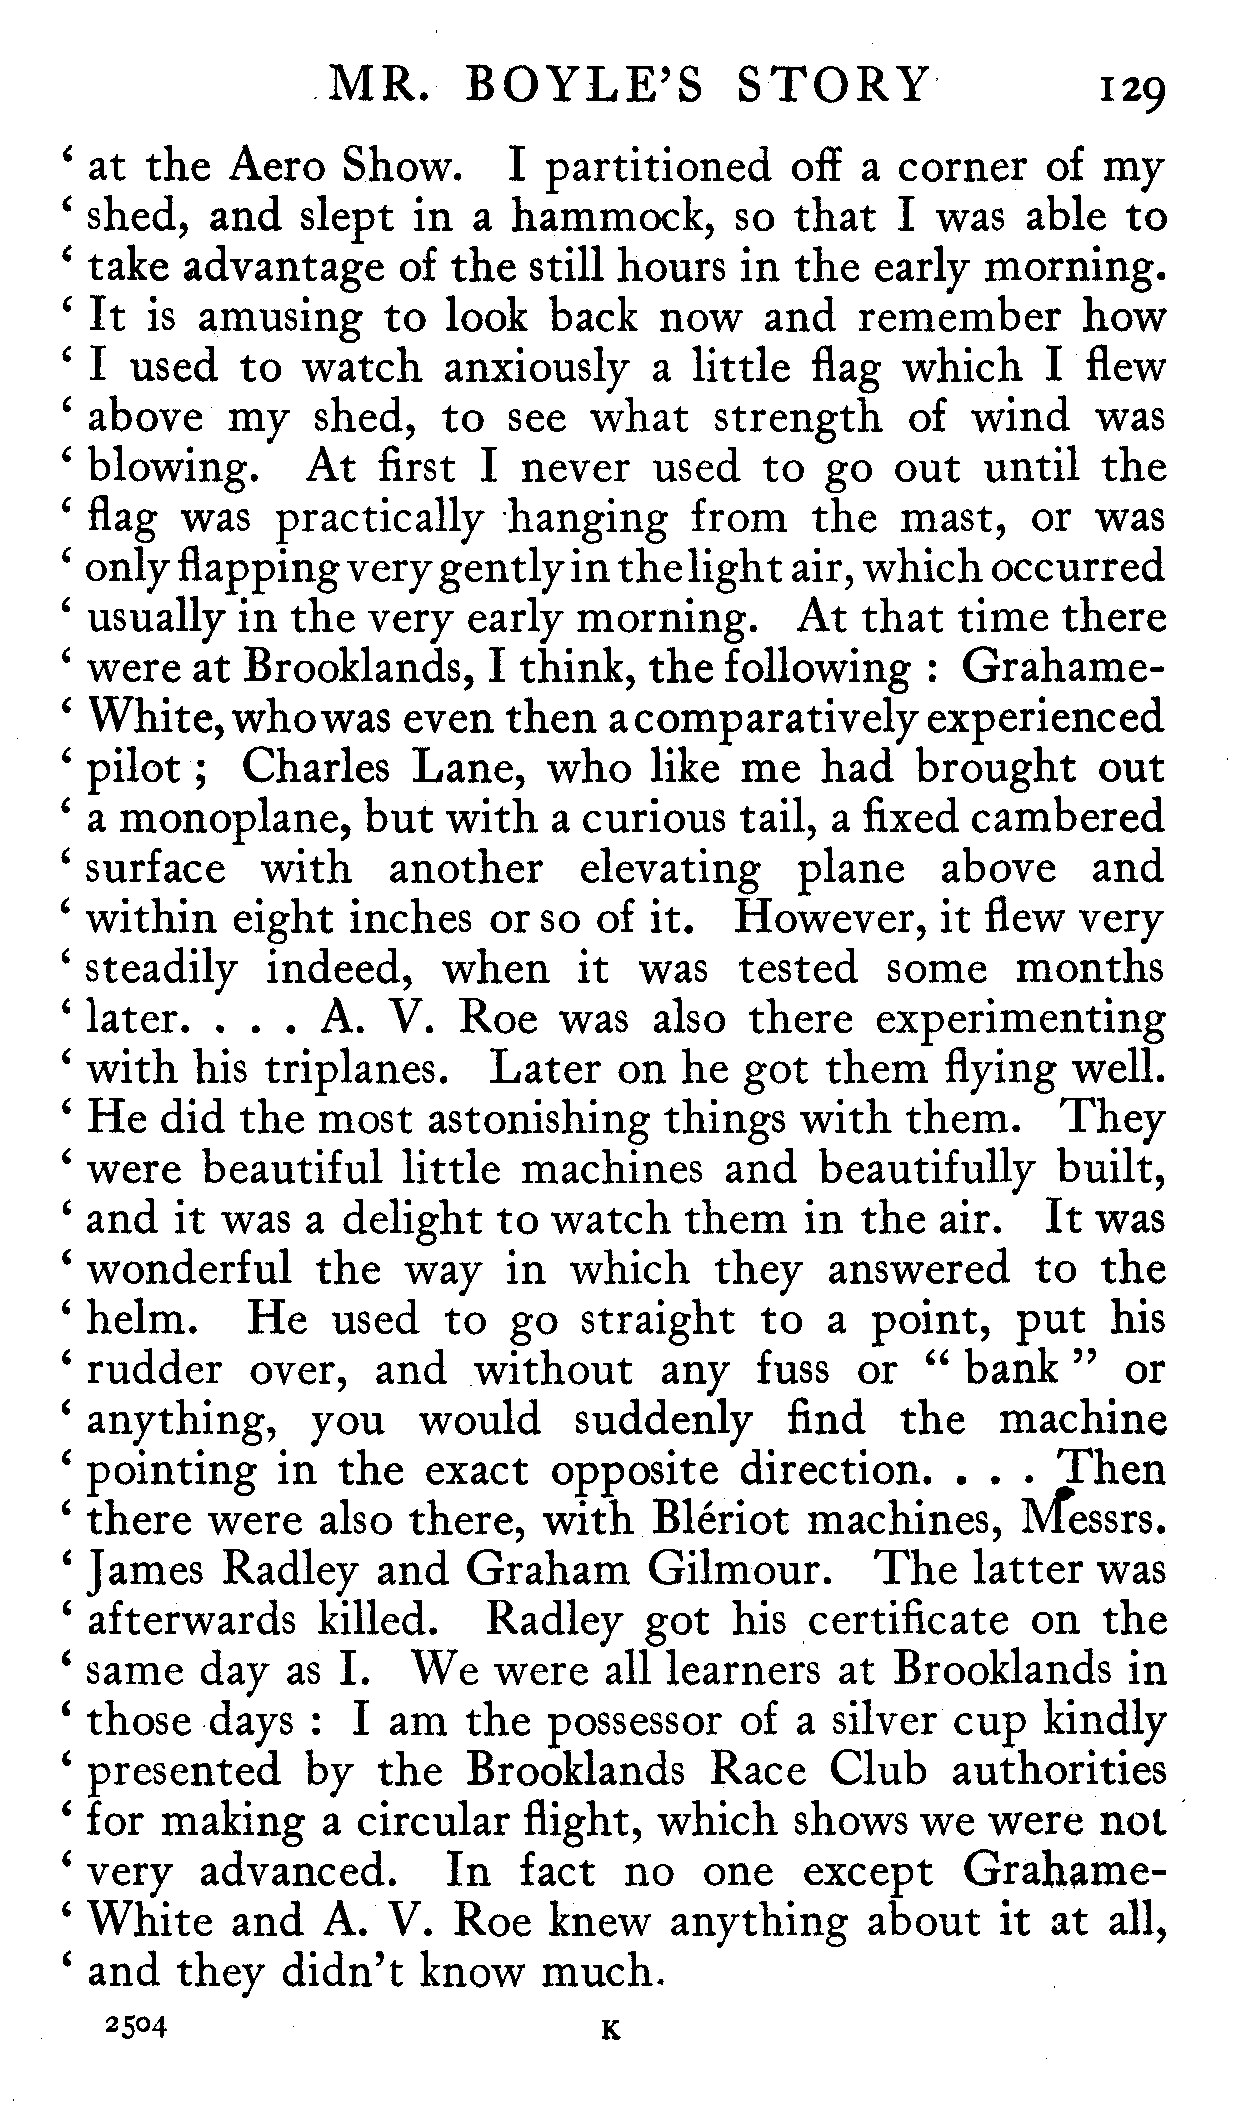 MR. BOYLE'S STORY 129
‘ at the Aero Show. I partitioned off a corner of my
‘ shed, and slept in a hammock, so that I was able to
‘ take advantage of the still hours in the early morning.
‘ It is amusing to look back now and remember how
‘ I used to watch anxiously a little flag which I flew
‘ above my shed, to see what strength of wind was
‘ blowing. At first I never used to go out until the
‘ flag was practically hanging from the mast, or was
‘ only flapping very gently in the light air, which occurred
‘ usually in the very early morning. At that time there
‘ were at Brooklands, I think, the following : Grahame-
‘ White, who was even then a comparatively experienced
‘ pilot ; Charles Lane, who like me had brought out
‘ a monoplane, but with a curious tail, a fixed cambered
‘ surface with another elevating plane above and
‘ within eight inches or so of it. However, it flew very
‘ steadily indeed, when it was tested some months
‘ later. . . . A. V. Roe was also there experimenting
‘ with his triplanes. Later on he got them flying well.
‘ He did the most astonishing things with them. They
‘ were beautiful little machines and beautifully built,
‘ and it was a delight to watch them in the air. It was
‘ wonderful the way in which they answered to the
‘ helm. He used to go straight to a point, put his
‘ rudder over, and without any fuss or “ bank ” or
‘ anything, you would suddenly find the machine
‘ pointing in the exact opposite direction. . . . Then
‘ there were also there, with Blériot machines, Messrs.
‘ James Radley and Graham Gilmour. The latter was
‘ afterwards killed. Radley got his certificate on the
‘ same day as I. We were all learners at Brooklands in
‘ those days : I am the possessor of a silver cup kindly
‘ presented by the Brooklands Race Club authorities
‘ for making a circular flight, which shows we were not
‘ very advanced. In fact no one except Grahame-
‘ White and A. V. Roe knew anything about it at all,
‘ and they didn't know much.
2504 K